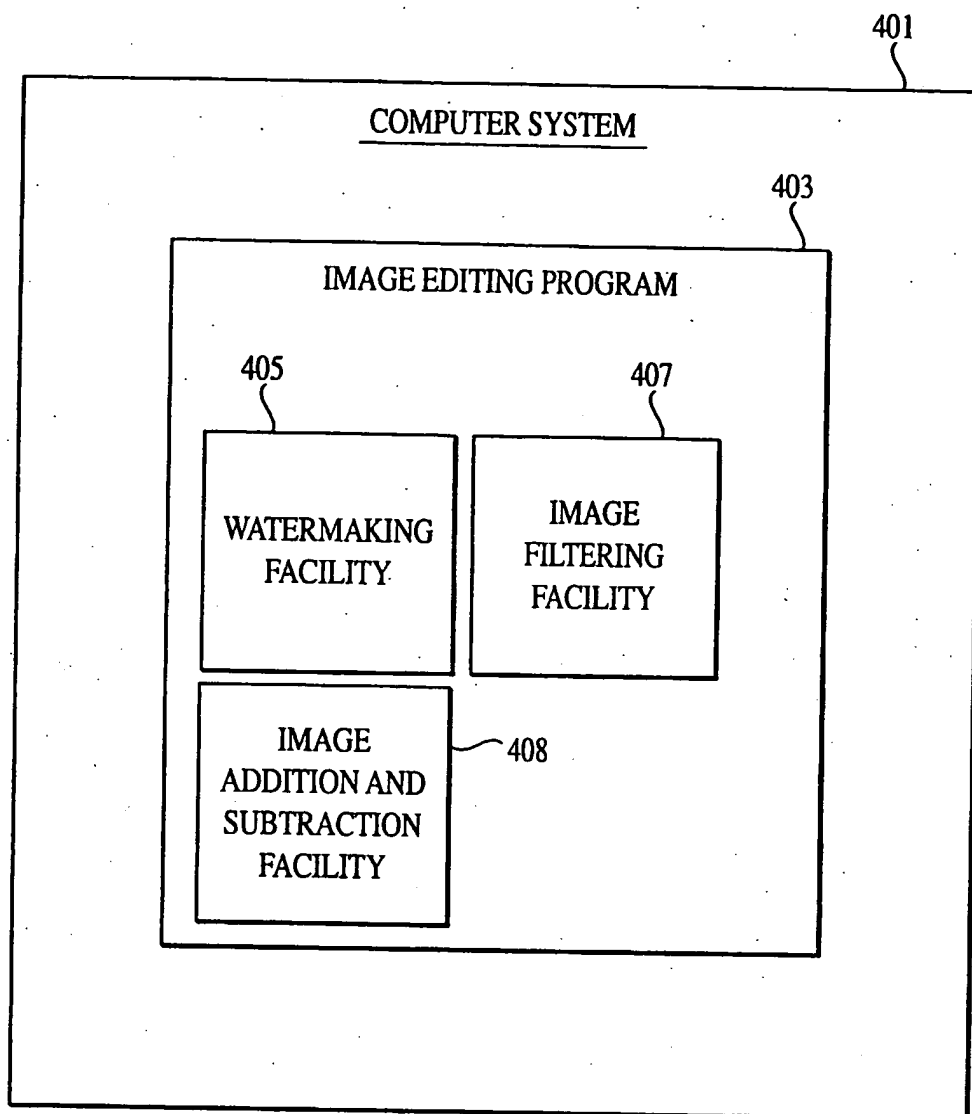 401
COMPUTER SYSTEM
403
IMAGE EDITING PROGRAM
405
407
WATERMAKING
FACILITY
IMAGE
FILTERING
FACILITY
IMAGE
ADDITION AND
SUBTRACTION
FACILITY
408